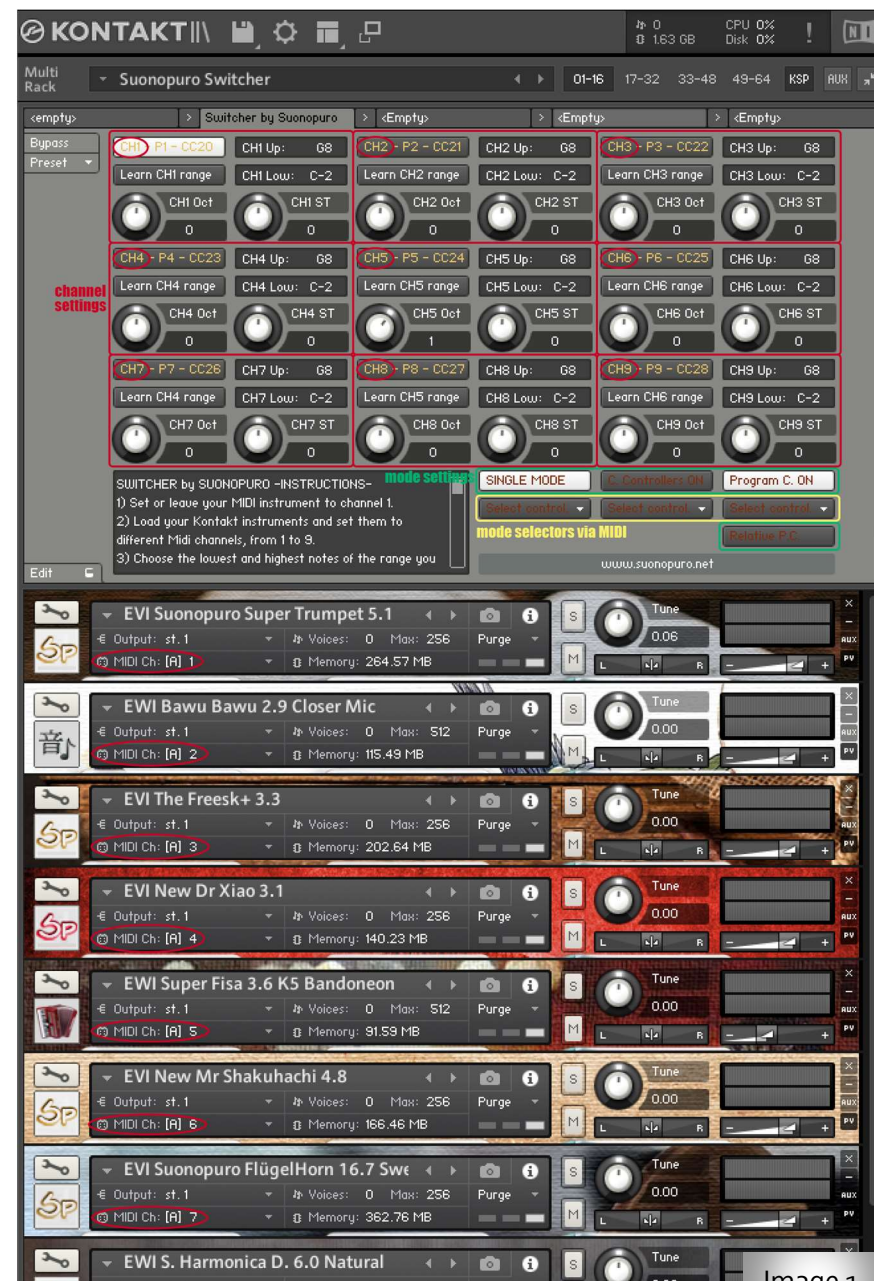 KONTAKT
0 CPU 0%
1.63 GB Disk 0%
Multi Rack Suonopuro Switcher 01-16 17-32 33-48 49-64 KSP AUX
<empty> Switcher by Suonopuro <Empty> <Empty> <Empty>
Bypass
Preset
CH1 - P1 - CC20 CH1 Up: G8 CH2 - P2 - CC21 CH2 Up: G8 CH3 - P3 - CC22 CH3 Up: G8
Learn CH1 range CH1 Low: C-2 Learn CH2 range CH2 Low: C-2 Learn CH3 range CH3 Low: C-2
CH1 Oct CH1 ST CH2 Oct CH2 ST CH3 Oct CH3 ST
0 0 0 0 0 0
CH4 - P4 - CC23 CH4 Up: G8 CH5 - P5 - CC24 CH5 Up: G8 CH6 - P6 - CC25 CH6 Up: G8
channel settings
Learn CH4 range CH4 Low: C-2 Learn CH5 range CH5 Low: C-2 Learn CH6 range CH6 Low: C-2
CH4 Oct CH4 ST CH5 Oct CH5 ST CH6 Oct CH6 ST
0 0 1 0 0 0
CH7 - P7 - CC26 CH7 Up: G8 CH8 - P8 - CC27 CH8 Up: G8 CH9 - P9 - CC28 CH9 Up: G8
Learn CH4 range CH7 Low: C-2 Learn CH5 range CH8 Low: C-2 Learn CH6 range CH9 Low: C-2
CH7 Oct CH7 ST CH8 Oct CH8 ST CH9 Oct CH9 ST
0 0 0 0 0 0
SWITCHER by SUONOPURO -INSTRUCTIONS-
1) Set or leave your MIDI instrument to channel 1.
2) Load your Kontakt instruments and set them to
different Midi channels, from 1 to 9.
3) Choose the lowest and highest notes of the range you
mode settings
SINGLE MODE C. Controllers ON Program C. ON
Select control. Select control. Select control.
mode selectors via MIDI
Relative P.C.
www.suonopuro.net
Edit
EVI Suonopuro Super Trumpet 5.1 S Tune
Output: st.1 Voices: 0 Max: 256 Purge 0.06 AUX
MIDI Ch: [A] 1 Memory: 264.57 MB M L R - + PV
EWI Bawu Bawu 2.9 Closer Mic S Tune
音 Output: st.1 Voices: 0 Max: 512 Purge 0.00 AUX
MIDI Ch: [A] 2 Memory: 115.49 MB M L R - + PV
EVI The Freesk+ 3.3 S Tune
Output: st.1 Voices: 0 Max: 256 Purge 0.00 AUX
MIDI Ch: [A] 3 Memory: 202.64 MB M L R - + PV
EVI New Dr Xiao 3.1 S Tune
Output: st.1 Voices: 0 Max: 256 Purge 0.00 AUX
MIDI Ch: [A] 4 Memory: 140.23 MB M L R - + PV
EWI Super Fisa 3.6 K5 Bandoneon S Tune
Output: st.1 Voices: 0 Max: 512 Purge 0.00 AUX
MIDI Ch: [A] 5 Memory: 91.59 MB M L R - + PV
EVI New Mr Shakuhachi 4.8 S Tune
Output: st.1 Voices: 0 Max: 256 Purge 0.00 AUX
MIDI Ch: [A] 6 Memory: 166.46 MB M L R - + PV
EVI Suonopuro FlügelHorn 16.7 Swe S Tune
Output: st.1 Voices: 0 Max: 256 Purge 0.00 AUX
MIDI Ch: [A] 7 Memory: 362.76 MB M L R - + PV
EWI S. Harmonica D. 6.0 Natural S Tune
Image 1